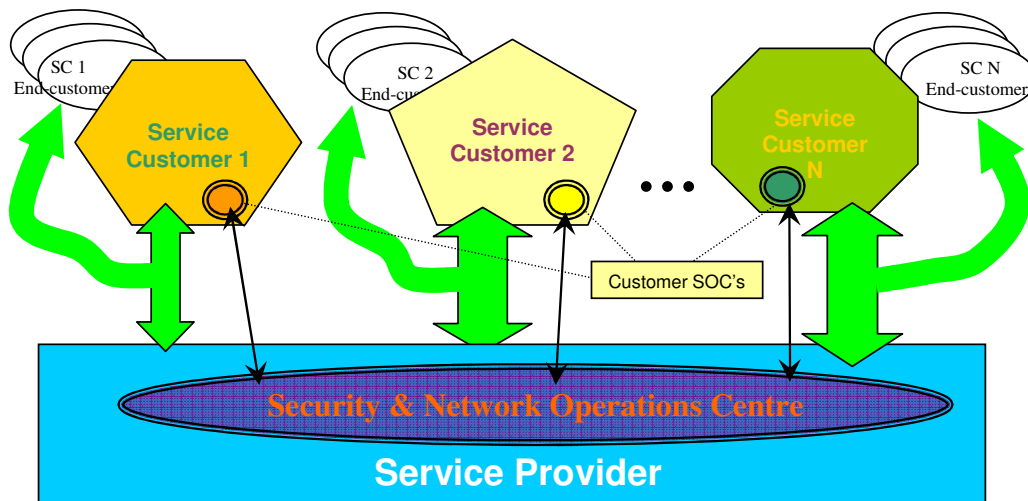 SC 1
End-customer
Service
Customer 1
SC 2
End-customer
Service
Customer 2
Service
Customer
N
SC N
End-customer
Customer SOC's
Security & Network Operations Centre
Service Provider